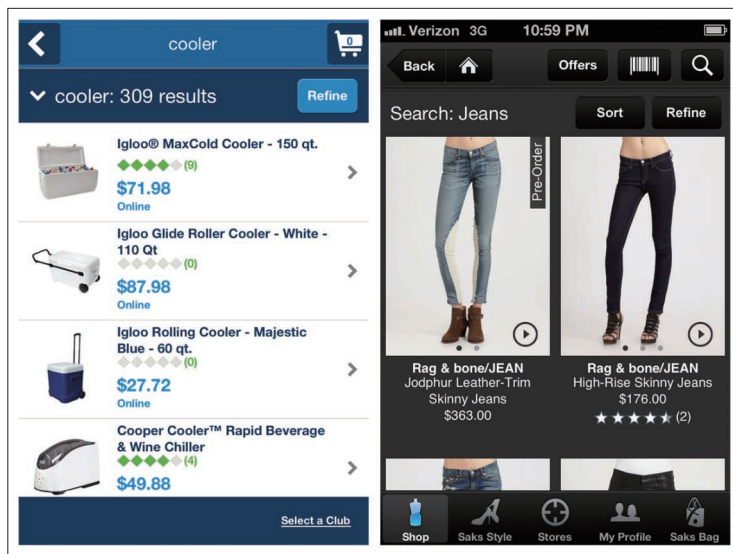 cooler
0
cooler: 309 results
Refine
Igloo® MaxCold Cooler - 150 qt.
(9)
$71.98
Online
Igloo Glide Roller Cooler - White -
110 Qt
(0)
$87.98
Online
Igloo Rolling Cooler - Majestic
Blue - 60 qt.
(0)
$27.72
Online
Cooper Cooler™ Rapid Beverage
& Wine Chiller
(4)
$49.88
Select a Club
Verizon 3G 10:59 PM
Back Offers
Search: Jeans Sort Refine
Pre-Order
Rag & bone/JEAN
Jodphur Leather-Trim
Skinny Jeans
$363.00
Rag & bone/JEAN
High-Rise Skinny Jeans
$176.00
(2)
Shop Saks Style Stores My Profile Saks Bag